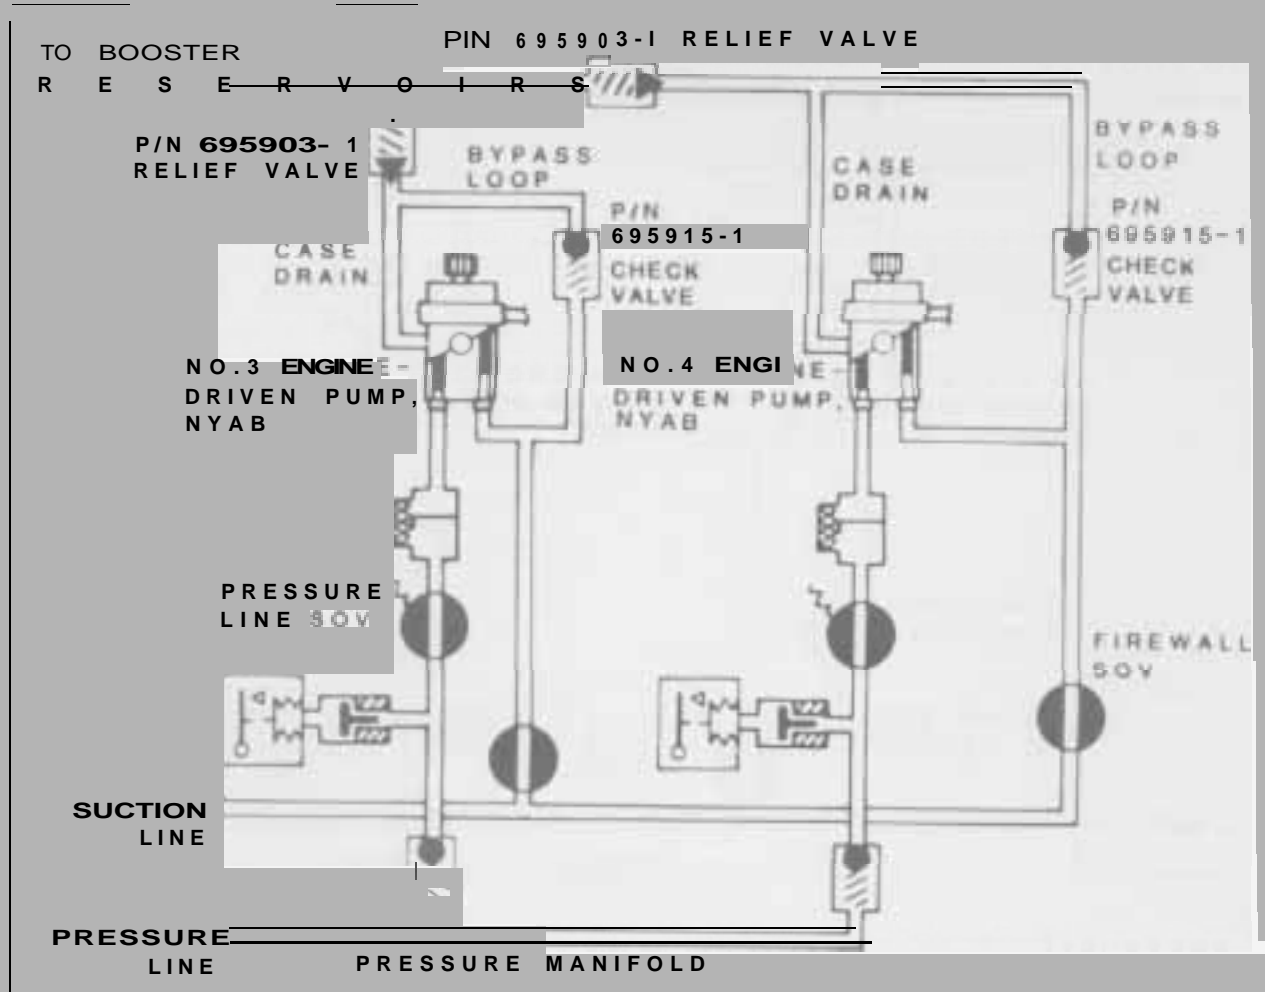 PIN 695903-I RELIEF VALVE
TO BOOSTER
RESERVOIRS
P/N 695903- 1
RELIEF VALVE
BYPASS
LOOP
CASE
DRAIN
BYPASS
LOOP
P/N
695915-1
CHECK
VALVE
P/N
695915-1
CHECK
VALVE
CASE
DRAIN
NO.3 ENGINE-
DRIVEN PUMP,
NYAB
NO.4 ENGINE-
DRIVEN PUMP,
NYAB
PRESSURE
LINE SOV
FIREWALL
SOV
SUCTION
LINE
PRESSURE
LINE
PRESSURE MANIFOLD